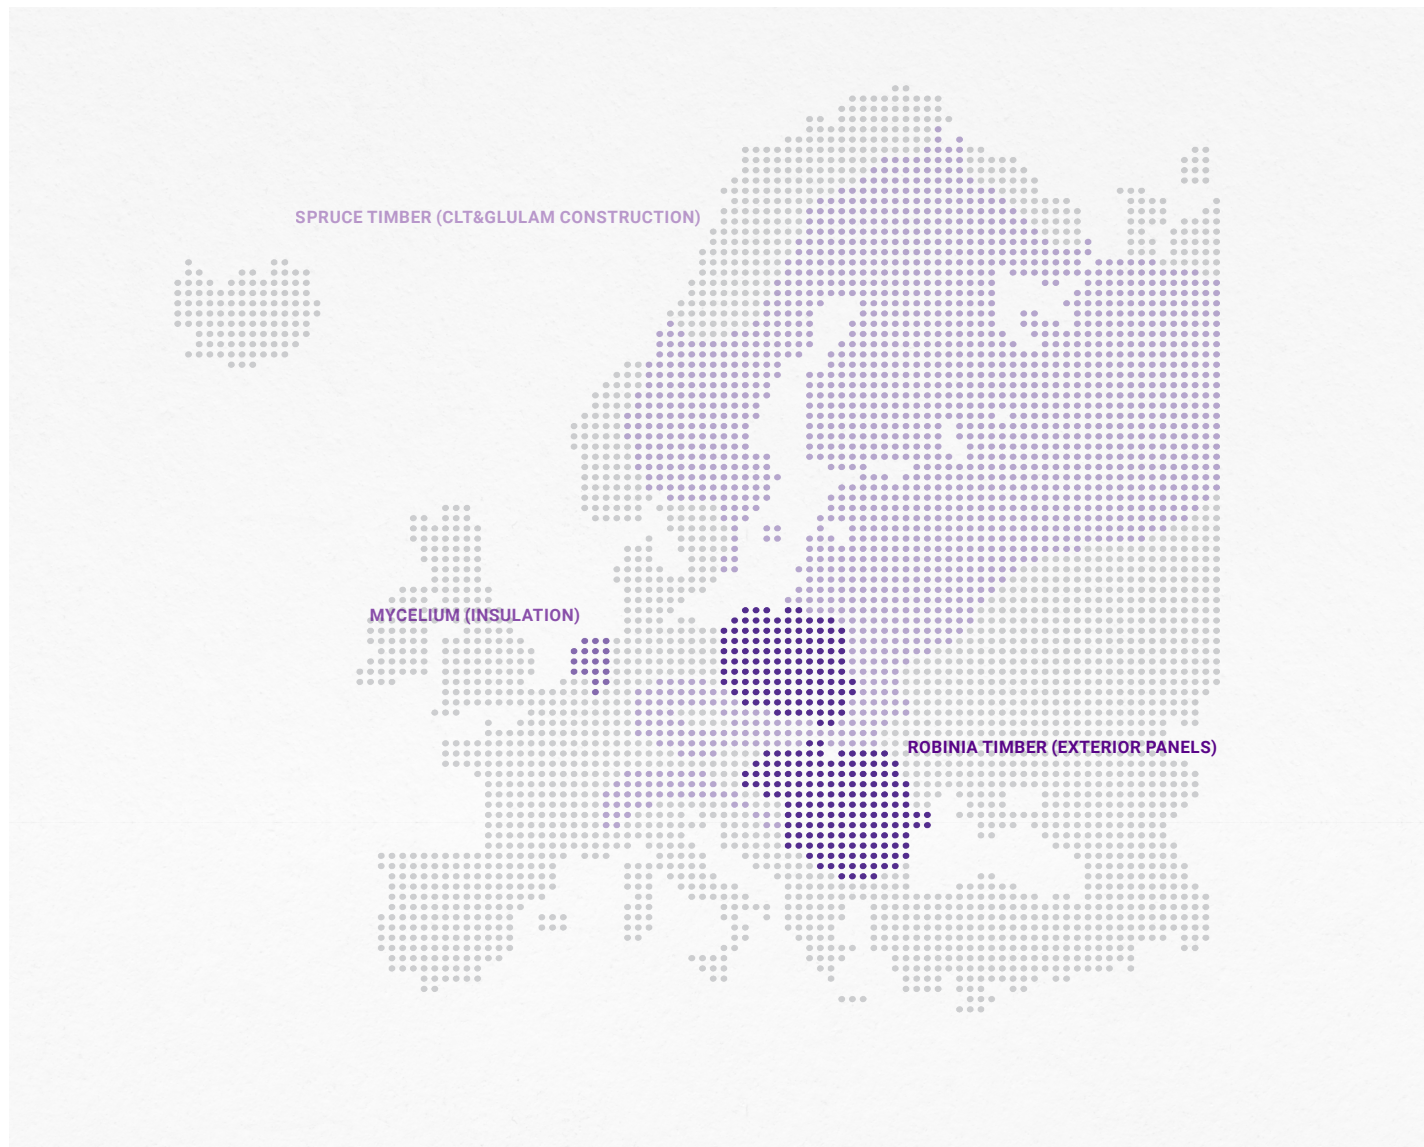 SPRUCE TIMBER (CLT&GLULAM CONSTRUCTION)
MYCELIUM (INSULATION)
ROBINIA TIMBER (EXTERIOR PANELS)